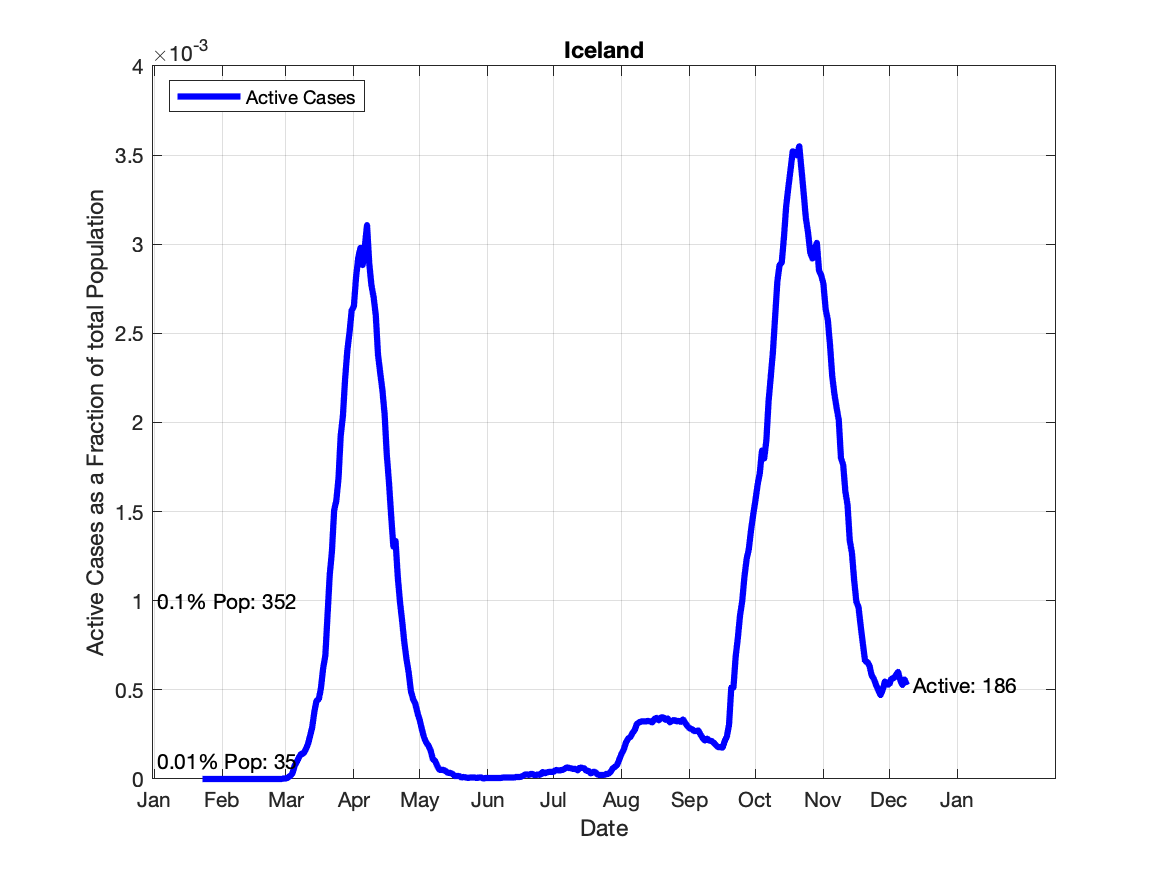 Iceland
×10-3
Active Cases
4
3.5
3
2.5
2
1.5
1
0.5
0
Active Cases as a Fraction of total Population
0.1% Pop: 352
0.01% Pop: 35
Active: 186
Jan Feb Mar Apr May Jun Jul Aug Sep Oct Nov Dec Jan
Date